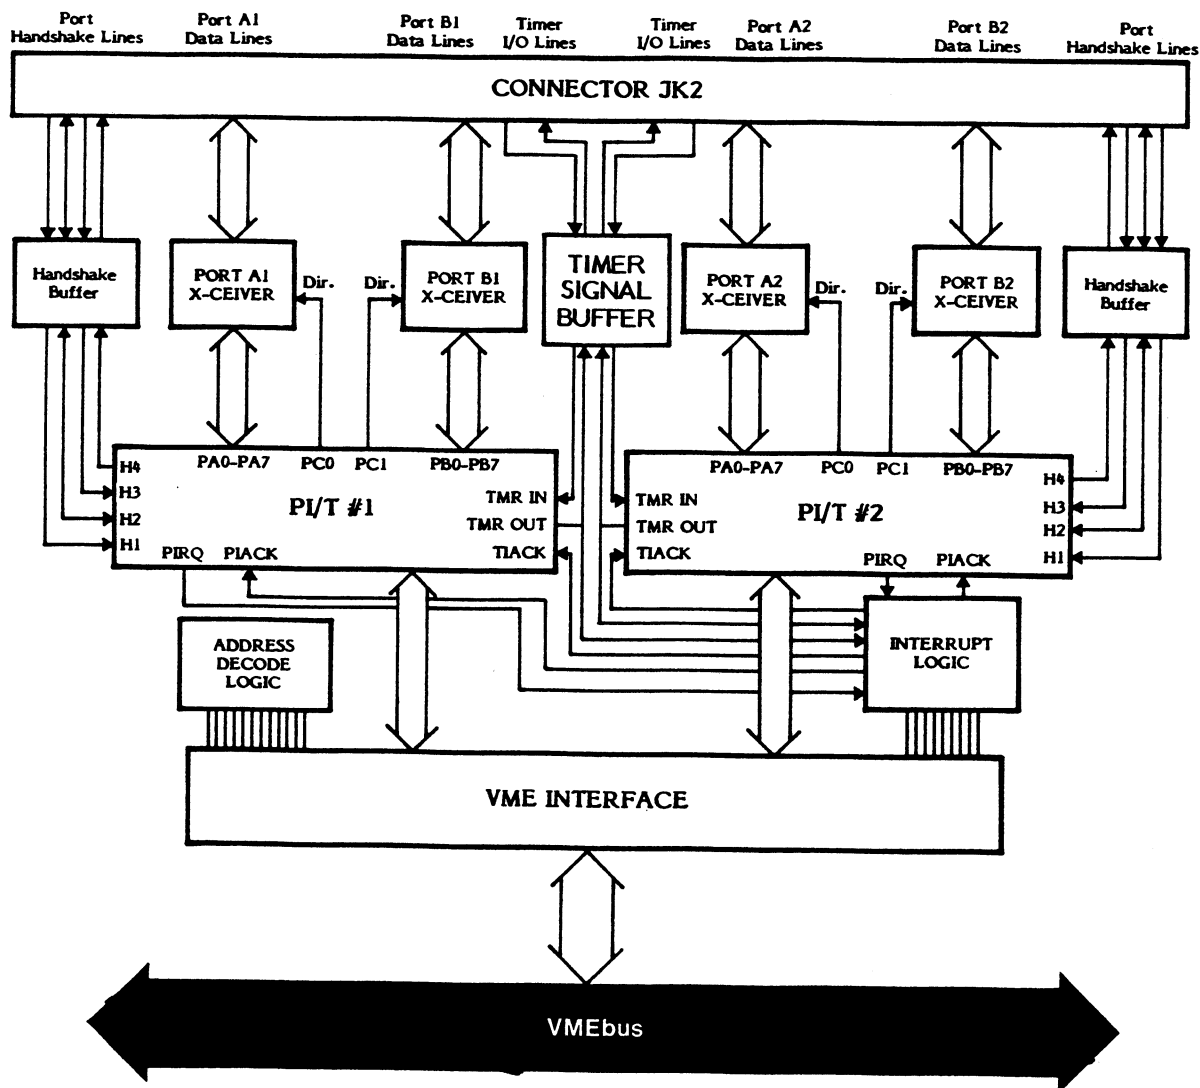 Port
Handshake Lines
Port A1
Data Lines
Port B1
Data Lines
Timer
I/O Lines
Timer
I/O Lines
Port A2
Data Lines
Port B2
Data Lines
Port
Handshake Lines
CONNECTOR JK2
Handshake
Buffer
PORT A1
X-CEIVER
Dir.
Dir.
PORT B1
X-CEIVER
TIMER
SIGNAL
BUFFER
PORT A2
X-CEIVER
Dir.
Dir.
PORT B2
X-CEIVER
Handshake
Buffer
PA0-PA7
PC0
PC1
PB0-PB7
H4
H3
H2
H1
PI/T #1
TMR IN
TMR OUT
TIACK
PIRQ
PIACK
PA0-PA7
PC0
PC1
PB0-PB7
TMR IN
TMR OUT
TIACK
PI/T #2
H4
H3
H2
H1
PIRQ
PIACK
ADDRESS
DECODE
LOGIC
INTERRUPT
LOGIC
VME INTERFACE
VMEbus